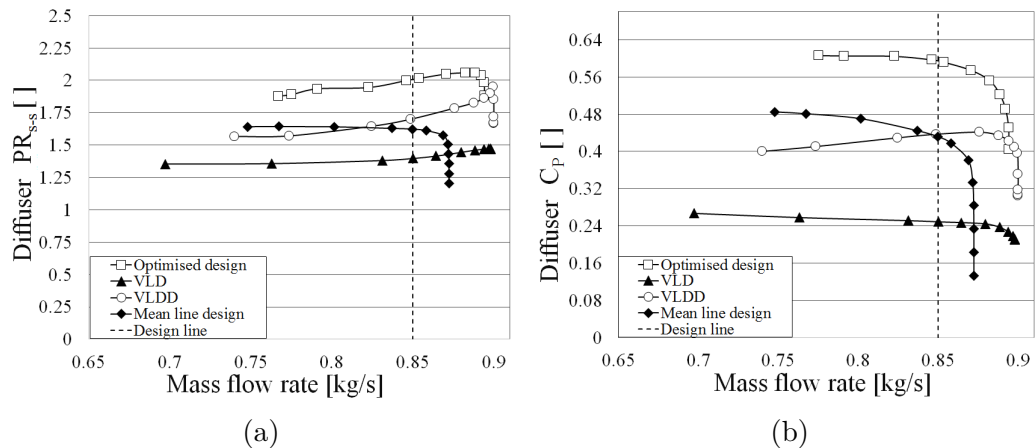 Diffuser PR_{s-s}[ ]
2.5
2.25
2
1.75
1.5
1.25
1
0.75
0.5
0.25
0
Optimised design
VLD
VLDD
Mean line design
Design line
0.65 0.7 0.75 0.8 0.85 0.9
Mass flow rate [kg/s]
(a)
Diffuser C_P [ ]
0.64
0.56
0.48
0.4
0.32
0.24
0.16
0.08
0
Optimised design
VLD
VLDD
Mean line design
Design line
0.65 0.7 0.75 0.8 0.85 0.9
Mass flow rate [kg/s]
(b)